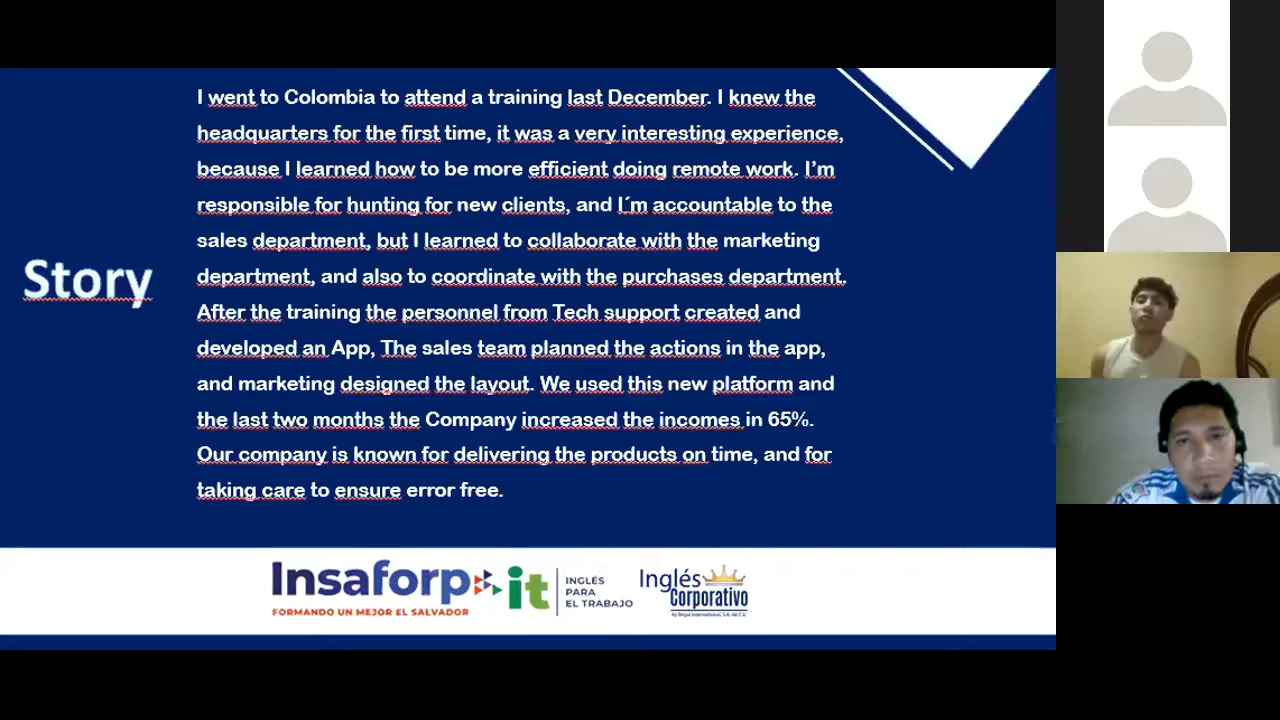 Story
I went to Colombia to attend a training last December. I knew the
headquarters for the first time, it was a very interesting experience,
because I learned how to be more efficient doing remote work. I’m
responsible for hunting for new clients, and I´m accountable to the
sales department, but I learned to collaborate with the marketing
department, and also to coordinate with the purchases department.
After the training the personnel from Tech support created and
developed an App, The sales team planned the actions in the app,
and marketing designed the layout. We used this new platform and
the last two months the Company increased the incomes in 65%.
Our company is known for delivering the products on time, and for
taking care to ensure error free.
Insaforp
FORMANDO UN MEJOR EL SALVADOR
it
INGLÉS
PARA
EL TRABAJO
Inglés
Corporativo